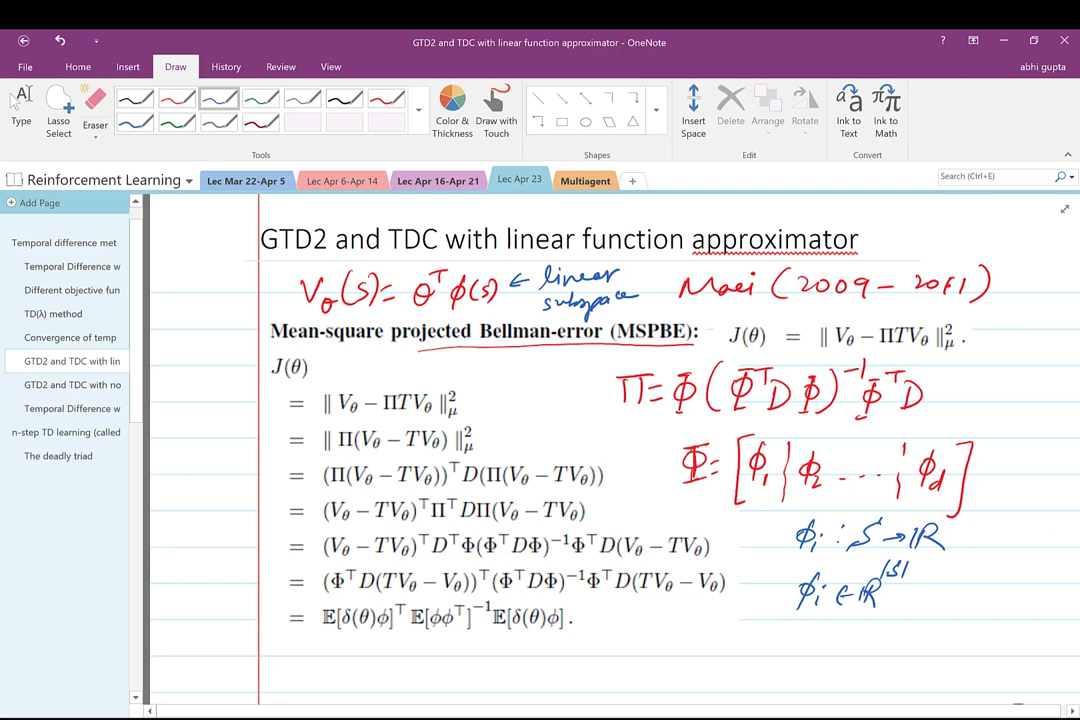 GTD2 and TDC with linear function approximator - OneNote
?
File Home Insert Draw History Review View
abhi gupta
Type
Lasso Select
Eraser
Color & Thickness
Draw with Touch
Insert Space
Delete
Arrange
Rotate
Ink to Text
Ink to Math
Tools Shapes Edit Convert
Reinforcement Learning
Lec Mar 22-Apr 5
Lec Apr 6-Apr 14
Lec Apr 16-Apr 21
Lec Apr 23
Multiagent
Search (Ctrl+E)
Add Page
Temporal difference met
Temporal Difference w
Different objective fun
TD(λ) method
Convergence of temp
GTD2 and TDC with lin
GTD2 and TDC with no
Temporal Difference w
n-step TD learning (called
The deadly triad
GTD2 and TDC with linear function approximator
V_θ(s) = θ^T ϕ(s) ← linear subspace
Maei (2009 - 2011)
Mean-square projected Bellman-error (MSPBE): J(θ) = ‖ V_θ − ΠTV_θ ‖²_μ .
J(θ)
= ‖ V_θ − ΠTV_θ ‖²_μ
Π = Φ(Φ^T D Φ)^-1 Φ^T D
= ‖ Π(V_θ − TV_θ) ‖²_μ
= (Π(V_θ − TV_θ))^⊤ D(Π(V_θ − TV_θ))
Φ = [ϕ_1 | ϕ_2 ... | ϕ_d]
= (V_θ − TV_θ)^⊤Π^⊤DΠ(V_θ − TV_θ)
= (V_θ − TV_θ)^⊤D^⊤Φ(Φ^⊤DΦ)^−1Φ^⊤D(V_θ − TV_θ)
ϕ_i : S → ℝ
= (Φ^⊤D(TV_θ − V_θ))^⊤(Φ^⊤DΦ)^−1Φ^⊤D(TV_θ − V_θ)
ϕ_i ∈ ℝ^|S|
= 𝔼[δ(θ)ϕ]^⊤ 𝔼[ϕϕ^⊤]^−1 𝔼[δ(θ)ϕ] .